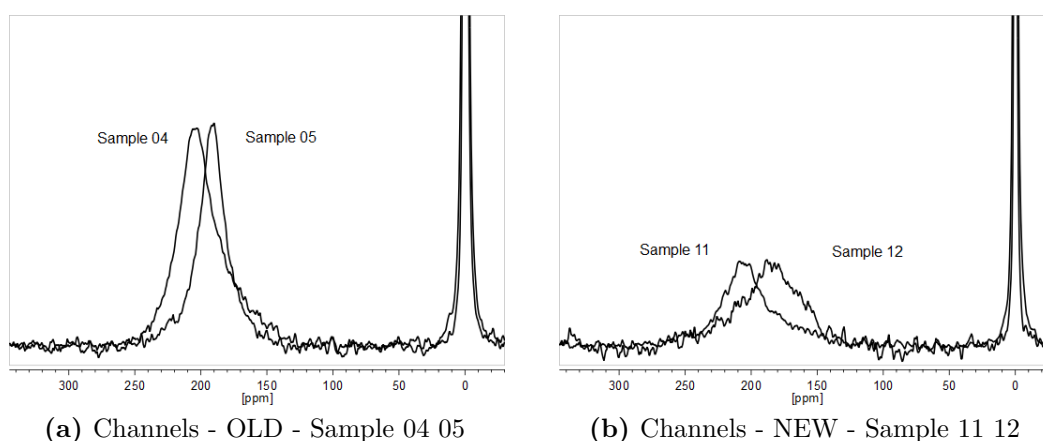 Sample 04
Sample 05
300 250 200 150 100 50 0
[ppm]
(a) Channels - OLD - Sample 04 05
Sample 11
Sample 12
300 250 200 150 100 50 0
[ppm]
(b) Channels - NEW - Sample 11 12